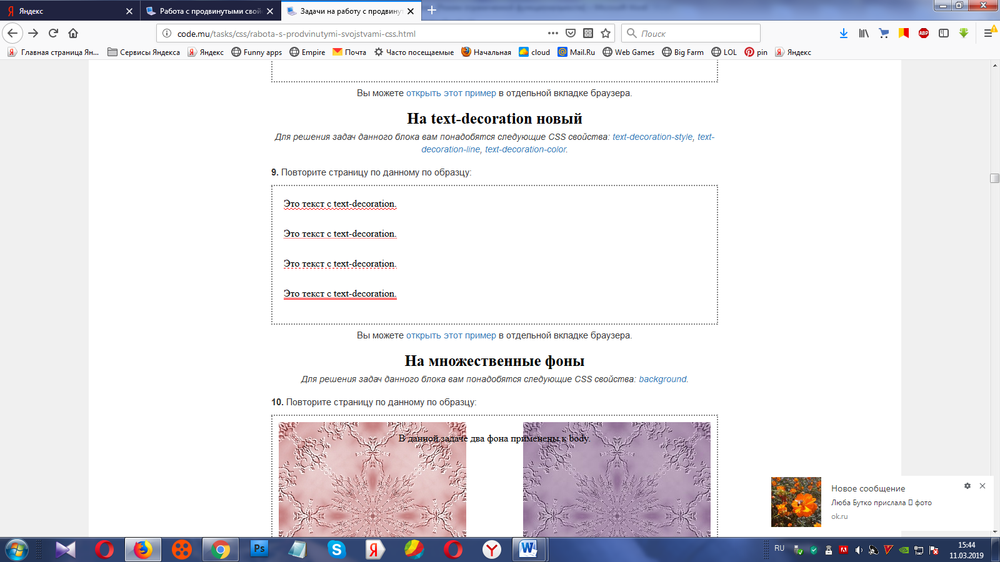 Яндекс
Работа с продвинутыми свой
Задачи на работу с продвину
code.mu/tasks/css/rabota-s-prodvinutymi-svojstvami-css.html
Поиск
Главная страница Ян...
Сервисы Яндекса
Яндекс
Funny apps
Empire
Почта
Часто посещаемые
Начальная
cloud
Mail.Ru
Web Games
Big Farm
LOL
pin
Яндекс
Вы можете открыть этот пример в отдельной вкладке браузера.
На text-decoration новый
Для решения задач данного блока вам понадобятся следующие CSS свойства: text-decoration-style, text-
decoration-line, text-decoration-color.
9. Повторите страницу по данному по образцу:
Это текст с text-decoration.
Это текст с text-decoration.
Это текст с text-decoration.
Это текст с text-decoration.
Вы можете открыть этот пример в отдельной вкладке браузера.
На множественные фоны
Для решения задач данного блока вам понадобятся следующие CSS свойства: background.
10. Повторите страницу по данному по образцу:
В данной задаче два фона применены к body.
Новое сообщение
Люба Бутко прислала фото
ok.ru
RU
15:44
11.03.2019